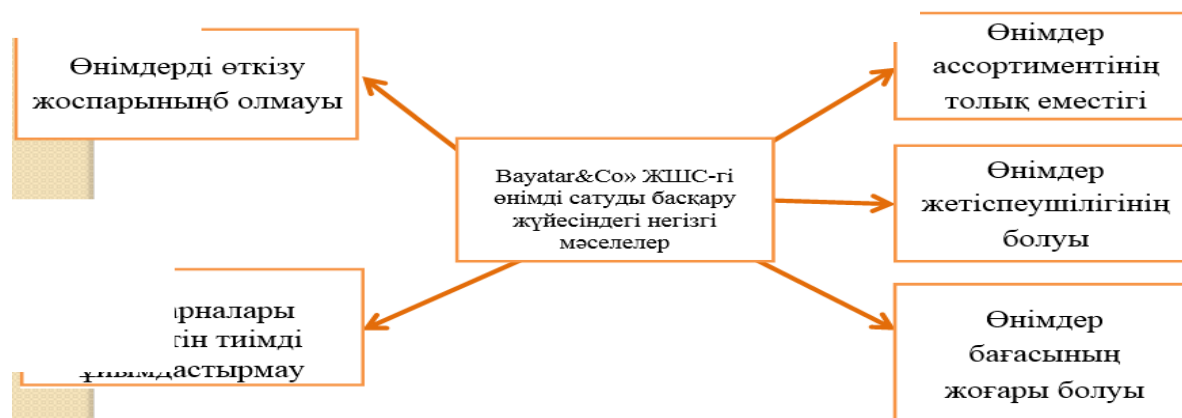 Өнімдерді өткізу
жоспарыныңб олмауы
Bayatar&Co» ЖШС-гі
өнімді сатуды басқару
жүйесіндегі негізгі
мәселелер
тиімді
Өнімдер
ассортиментінің
толық еместігі
Өнімдер
жетіспеушілігінің
болуы
Өнімдер
бағасының
жоғары болуы